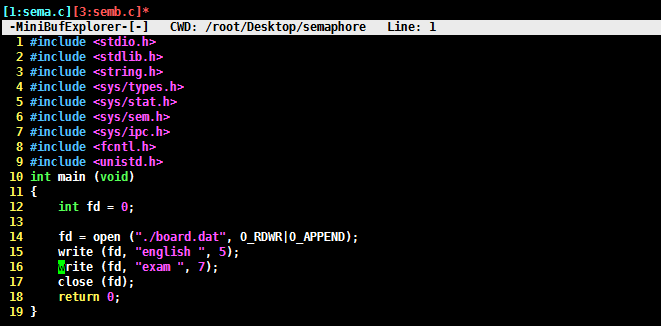 [1:sema.c][3:semb.c]*
-MiniBufExplorer-[-]   CWD: /root/Desktop/semaphore   Line: 1
1 #include <stdio.h>
2 #include <stdlib.h>
3 #include <string.h>
4 #include <sys/types.h>
5 #include <sys/stat.h>
6 #include <sys/sem.h>
7 #include <sys/ipc.h>
8 #include <fcntl.h>
9 #include <unistd.h>
10 int main (void)
11 {
12     int fd = 0;
13
14     fd = open ("./board.dat", O_RDWR|O_APPEND);
15     write (fd, "english ", 5);
16     write (fd, "exam ", 7);
17     close (fd);
18     return 0;
19 }